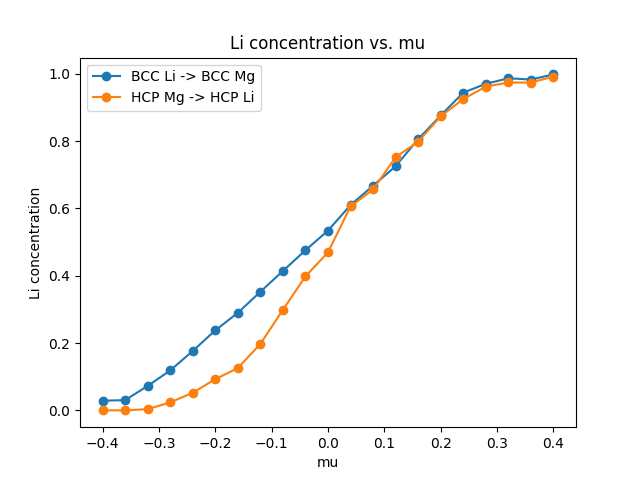 Li concentration vs. mu
BCC Li -> BCC Mg
HCP Mg -> HCP Li
Li concentration
1.0
0.8
0.6
0.4
0.2
0.0
−0.4 −0.3 −0.2 −0.1 0.0 0.1 0.2 0.3 0.4
mu